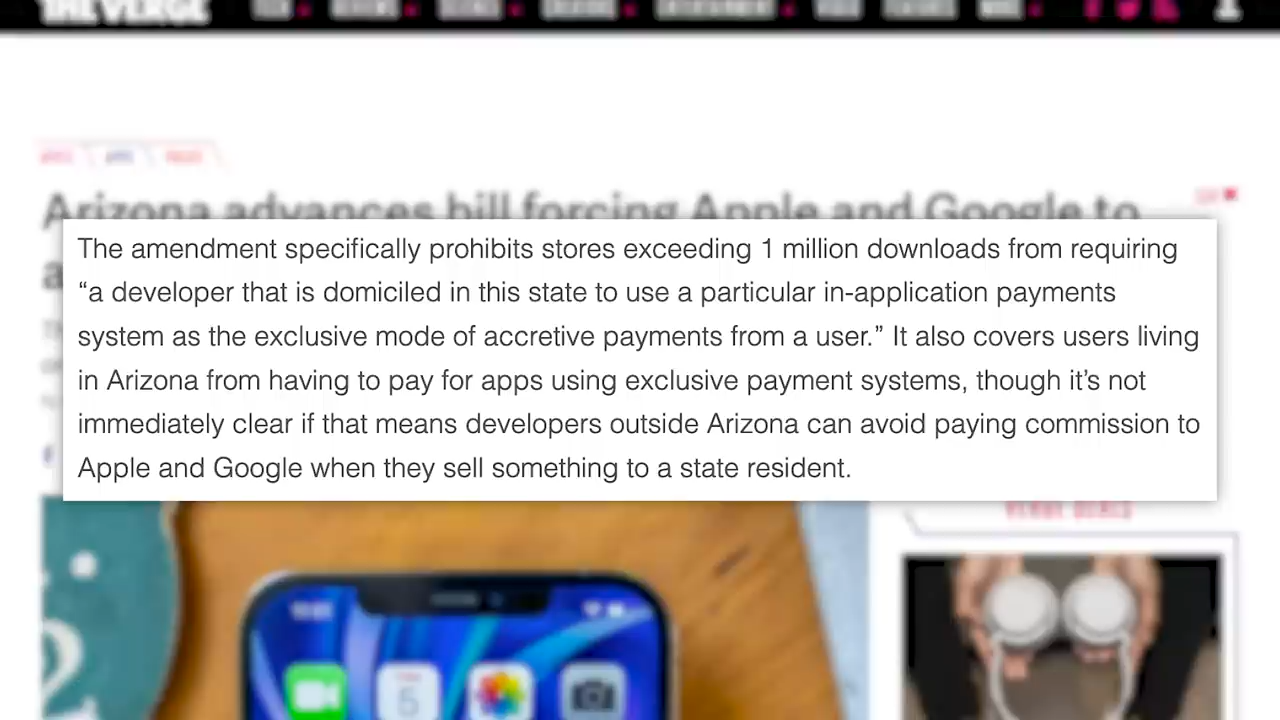 THE VERGE
Arizona advances bill forcing Apple and Google to
The amendment specifically prohibits stores exceeding 1 million downloads from requiring
“a developer that is domiciled in this state to use a particular in-application payments
system as the exclusive mode of accretive payments from a user.” It also covers users living
in Arizona from having to pay for apps using exclusive payment systems, though it’s not
immediately clear if that means developers outside Arizona can avoid paying commission to
Apple and Google when they sell something to a state resident.